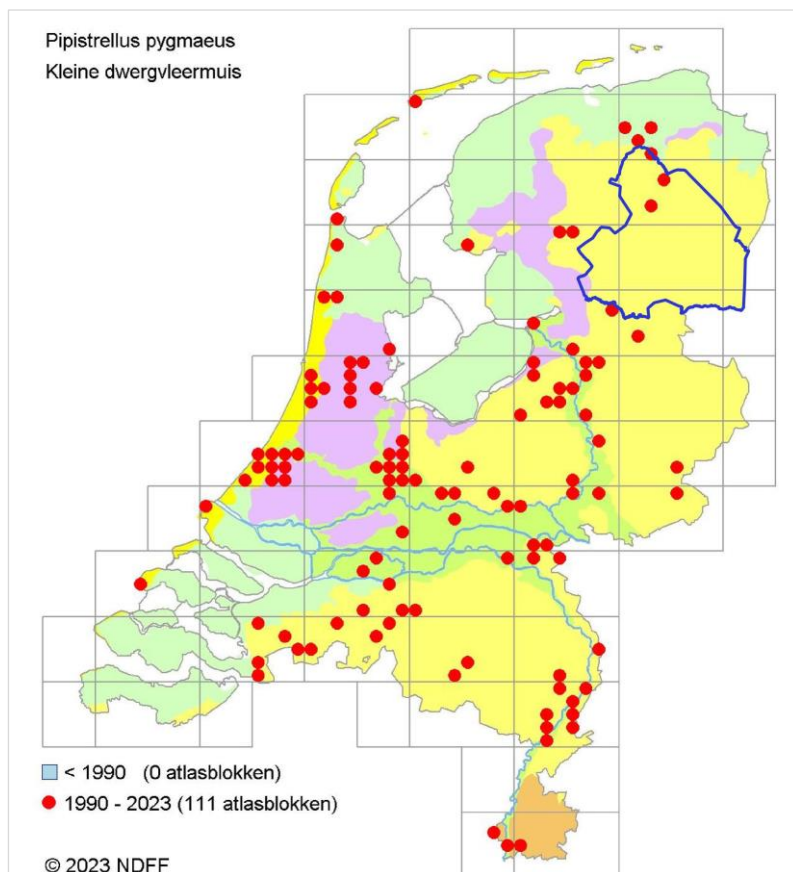 Pipistrellus pygmaeus
Kleine dwergvleermuis
< 1990 (0 atlasblokken)
1990 - 2023 (111 atlasblokken)
© 2023 NDFF